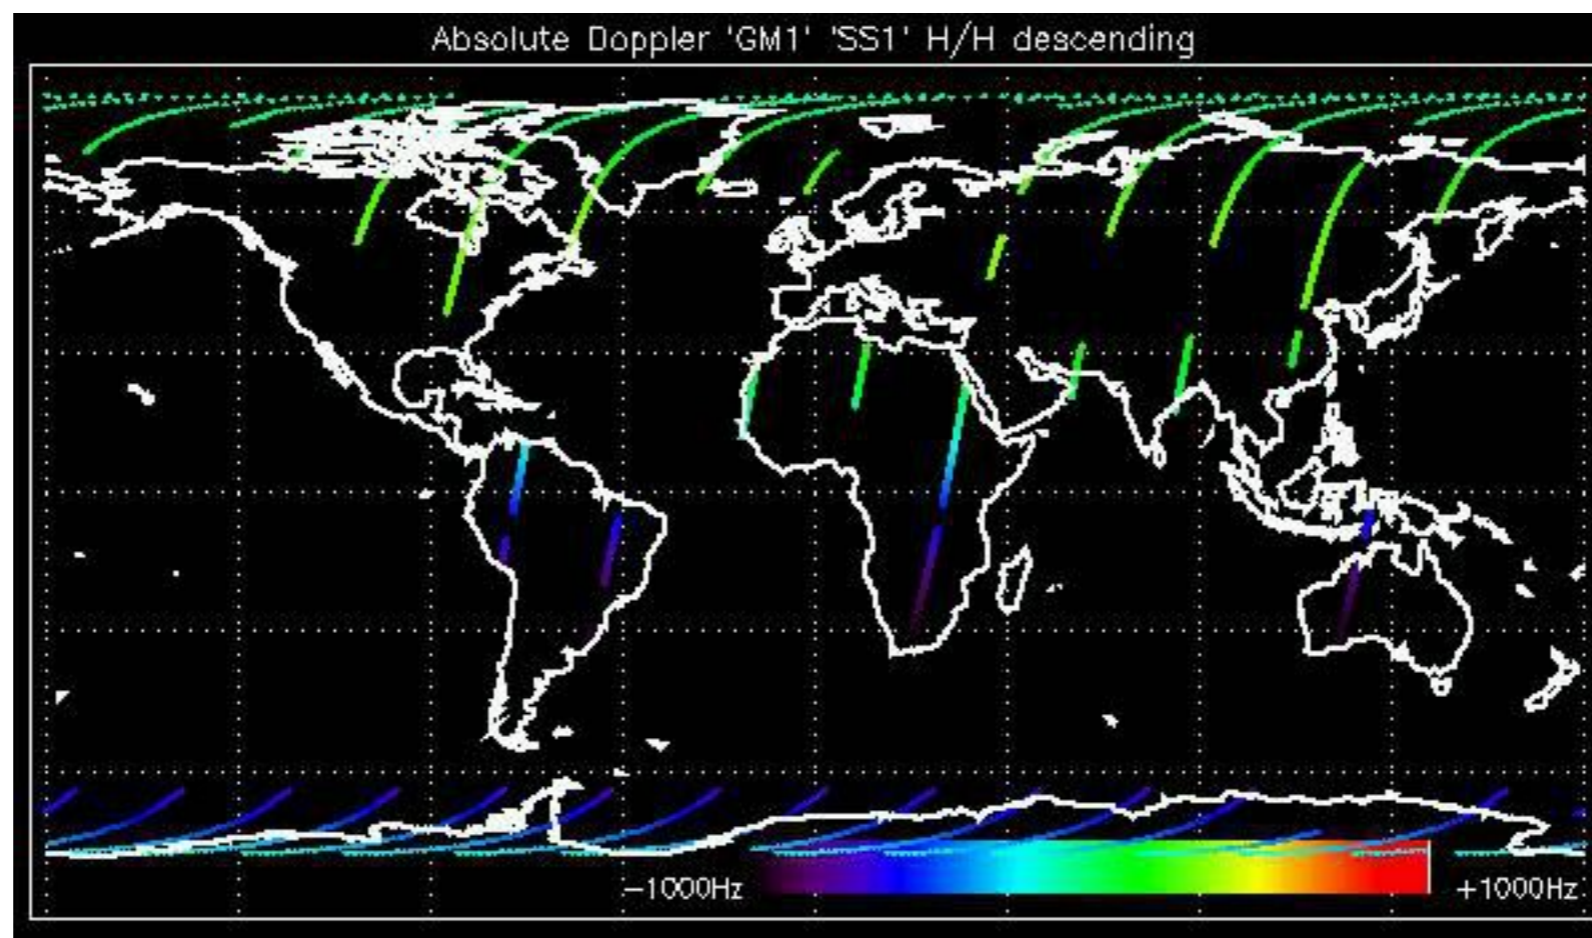 Absolute Doppler 'GM1' 'SS1' H/H descending
−1000Hz +1000Hz